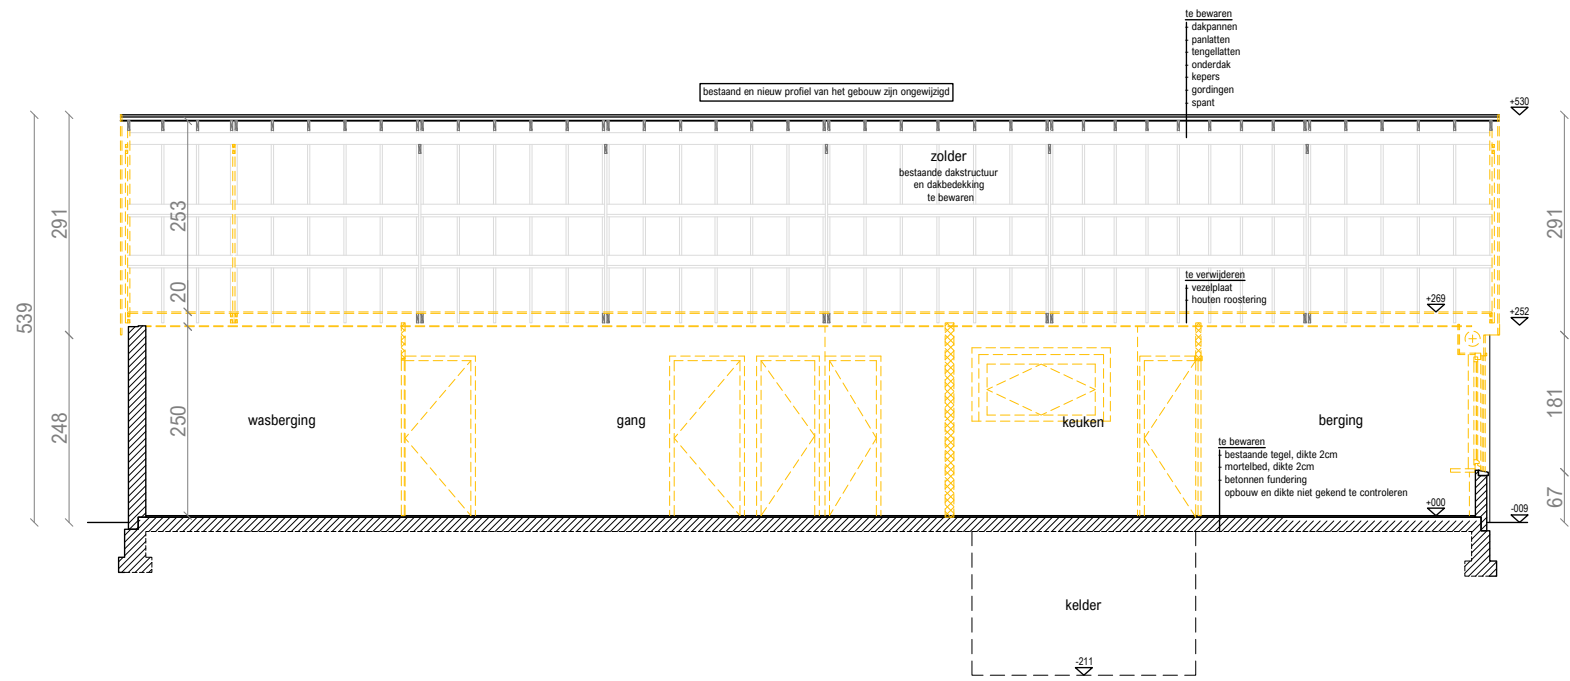 te bewaren
dakpannen
panlatten
tengellatten
onderdak
kepers
gordingen
spant
bestaand en nieuw profiel van het gebouw zijn ongewijzigd
+530
zolder
bestaande dakstructuur
en dakbedekking
te bewaren
539
291
248
253
20
250
te verwijderen
vezelplaat
houten roostering
+269
+252
291
181
67
wasberging
gang
keuken
berging
te bewaren
bestaande tegel, dikte 2cm
mortelbed, dikte 2cm
betonnen fundering
opbouw en dikte niet gekend te controleren
+000
-009
kelder
-211